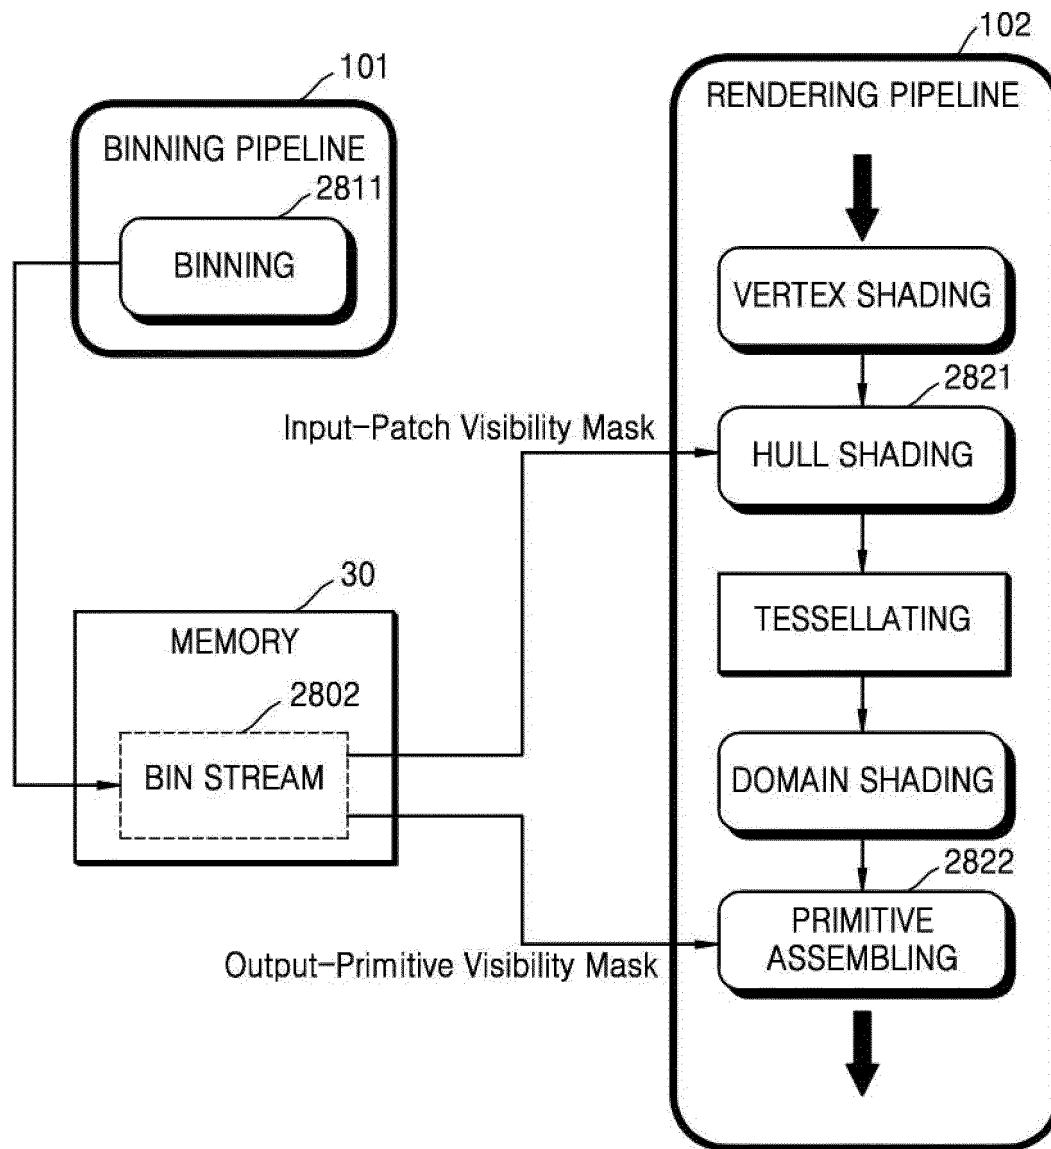 101
BINNING PIPELINE
2811
BINNING
30
MEMORY
2802
BIN STREAM
Input-Patch Visibility Mask
Output-Primitive Visibility Mask
102
RENDERING PIPELINE
VERTEX SHADING
2821
HULL SHADING
TESSELLATING
DOMAIN SHADING
2822
PRIMITIVE
ASSEMBLING